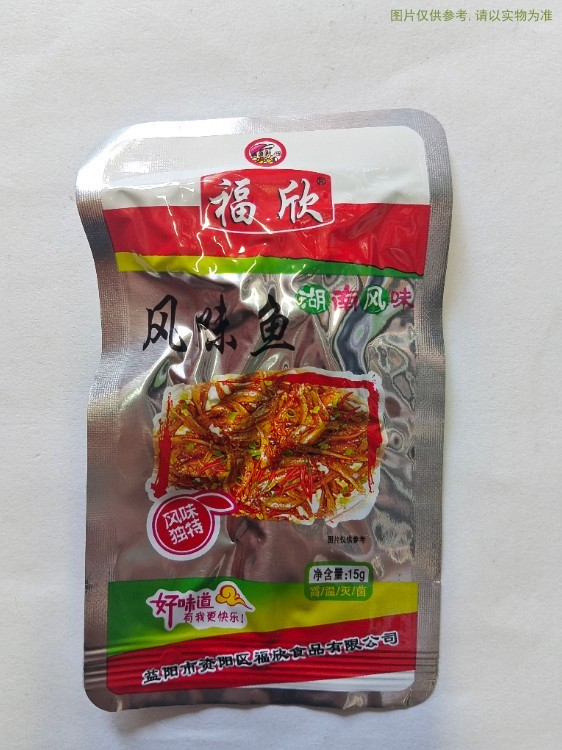 图片仅供参考,请以实物为准
福欣®
湖南风味
风味鱼
风味
独特
图片仅供参考
净含量:15g
高/温/灭/菌
好味道
有我更快乐!
益阳市资阳区福欣食品有限公司